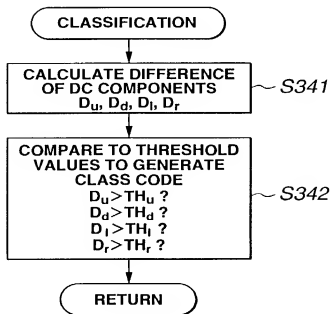 CLASSIFICATION
CALCULATE DIFFERENCE
OF DC COMPONENTS
Du, Dd, Dl, Dr
S341
COMPARE TO THRESHOLD
VALUES TO GENERATE
CLASS CODE
Du>THu ?
Dd>THd ?
Dl>THl ?
Dr>THr ?
S342
RETURN